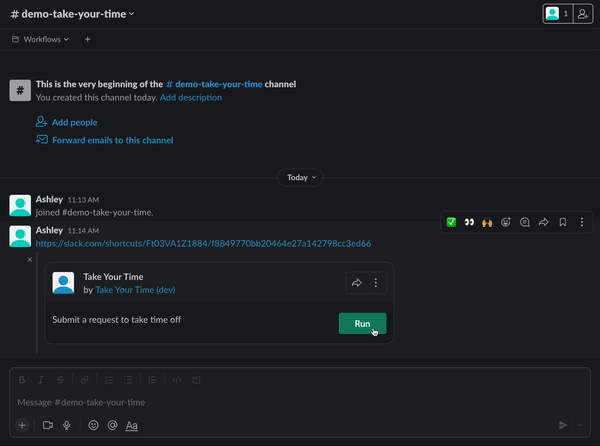 # demo-take-your-time
1
Workflows
+
This is the very beginning of the # demo-take-your-time channel
You created this channel today. Add description
Add people
Forward emails to this channel
Today
Ashley 11:13 AM
joined #demo-take-your-time.
Ashley 11:14 AM
https://slack.com/shortcuts/Ft03VA1Z1884/f8849770bb20464e27a142798cc3ed66
Take Your Time
by Take Your Time (dev)
Submit a request to take time off
Run
B I S
Message #demo-take-your-time
+ @ Aa